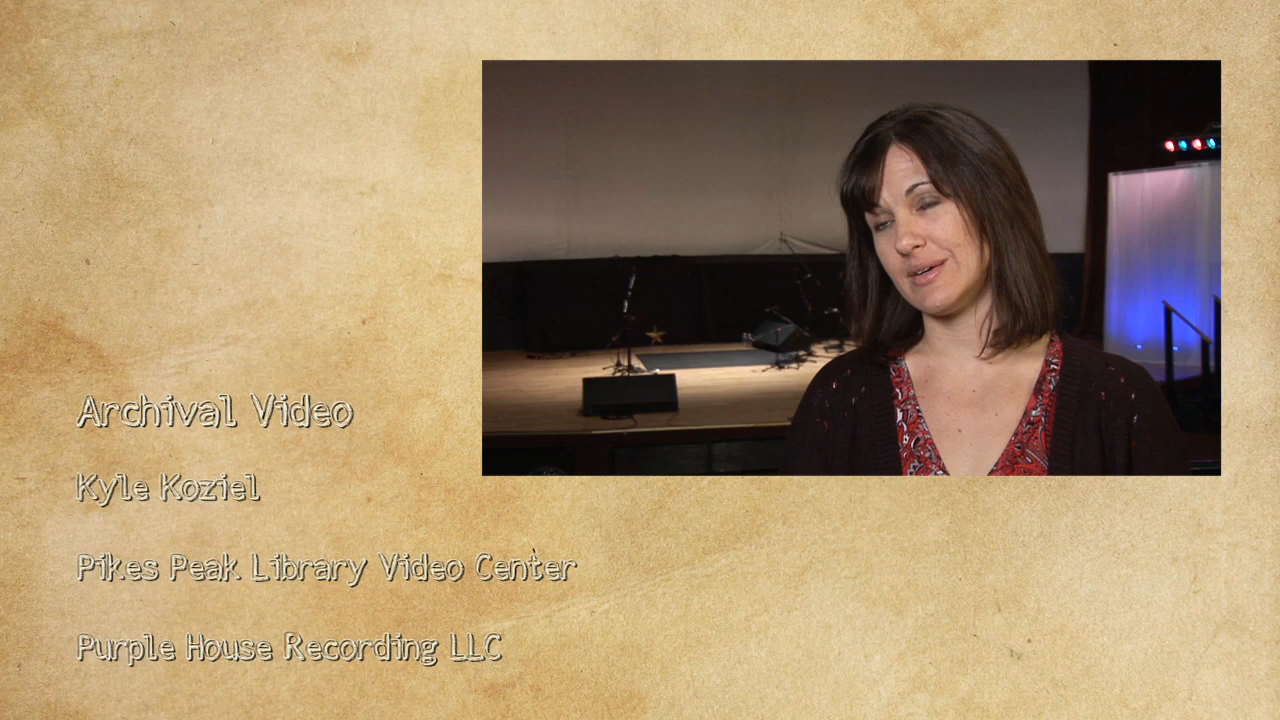 Archival Video
Kyle Koziel
Pikes Peak Library Video Center
Purple House Recording LLC